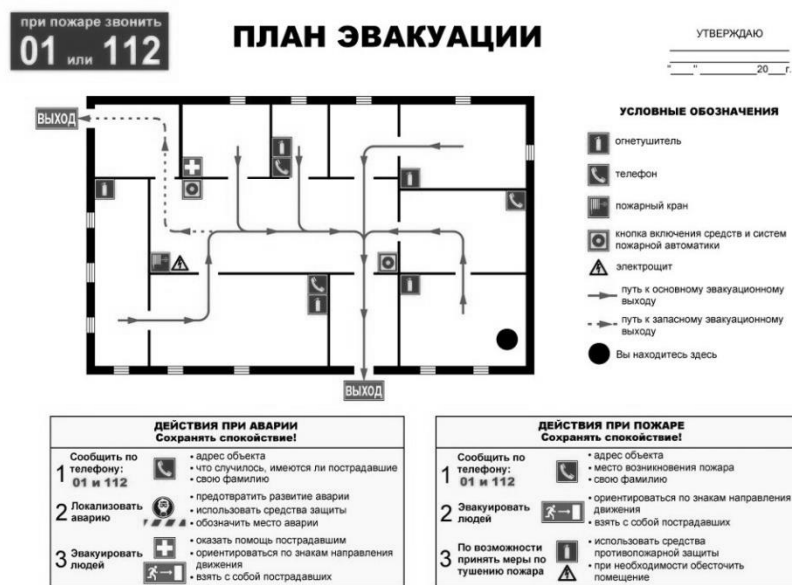 при пожаре звонить
01 или 112
ПЛАН ЭВАКУАЦИИ
УТВЕРЖДАЮ
"___" ________ 20__г.
ВЫХОД
ВЫХОД
УСЛОВНЫЕ ОБОЗНАЧЕНИЯ
огнетушитель
телефон
пожарный кран
кнопка включения средств и систем
пожарной автоматики
электрощит
путь к основному эвакуационному
выходу
путь к запасному эвакуационному
выходу
Вы находитесь здесь
ДЕЙСТВИЯ ПРИ АВАРИИ
Сохранять спокойствие!
1 Сообщить по
телефону:
01 и 112
• адрес объекта
• что случилось, имеются ли пострадавшие
• свою фамилию
2 Локализовать
аварию
• предотвратить развитие аварии
• использовать средства защиты
• обозначить место аварии
3 Эвакуировать
людей
• оказать помощь пострадавшим
• ориентироваться по знакам направления
движения
• взять с собой пострадавших
ДЕЙСТВИЯ ПРИ ПОЖАРЕ
Сохранять спокойствие!
1 Сообщить по
телефону:
01 и 112
• адрес объекта
• место возникновения пожара
• свою фамилию
2 Эвакуировать
людей
• ориентироваться по знакам направления
движения
• взять с собой пострадавших
3 По возможности
принять меры по
тушению пожара
• использовать средства
противопожарной защиты
• при необходимости обесточить
помещение